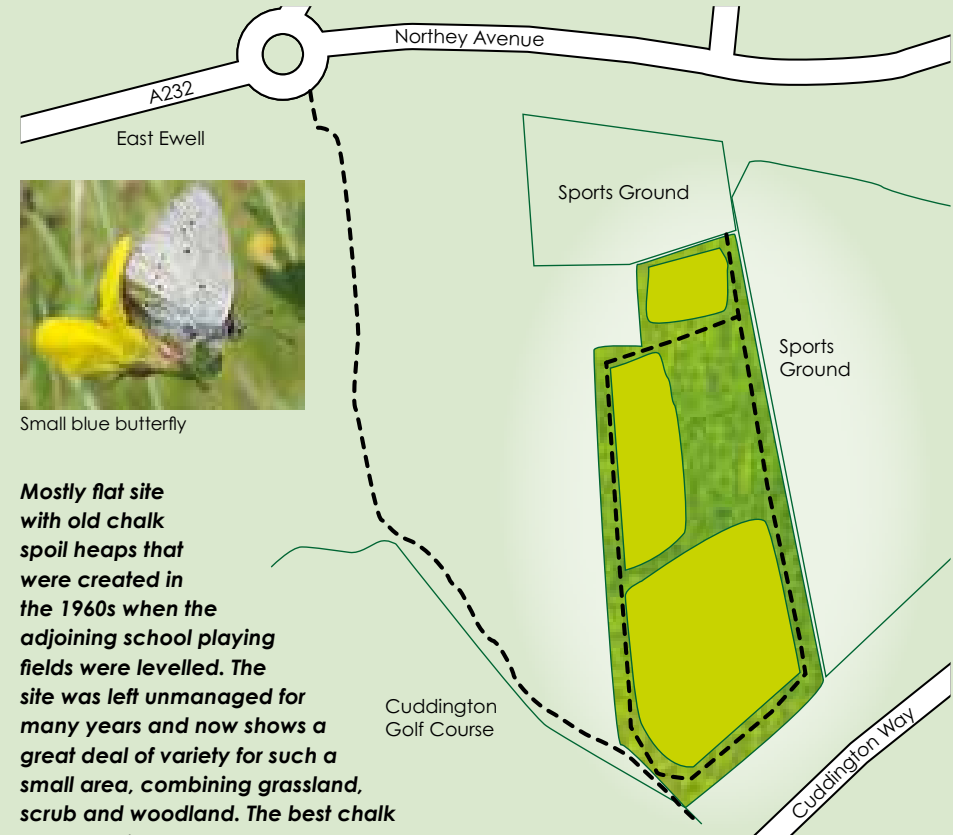 Northey Avenue
A232
East Ewell
Sports Ground
Sports
Ground
Small blue butterfly
Mostly flat site
with old chalk
spoil heaps that
were created in
the 1960s when the
adjoining school playing
fields were levelled. The
site was left unmanaged for
many years and now shows a
great deal of variety for such a
small area, combining grassland,
scrub and woodland. The best chalk
Cuddington
Golf Course
Cuddington Way